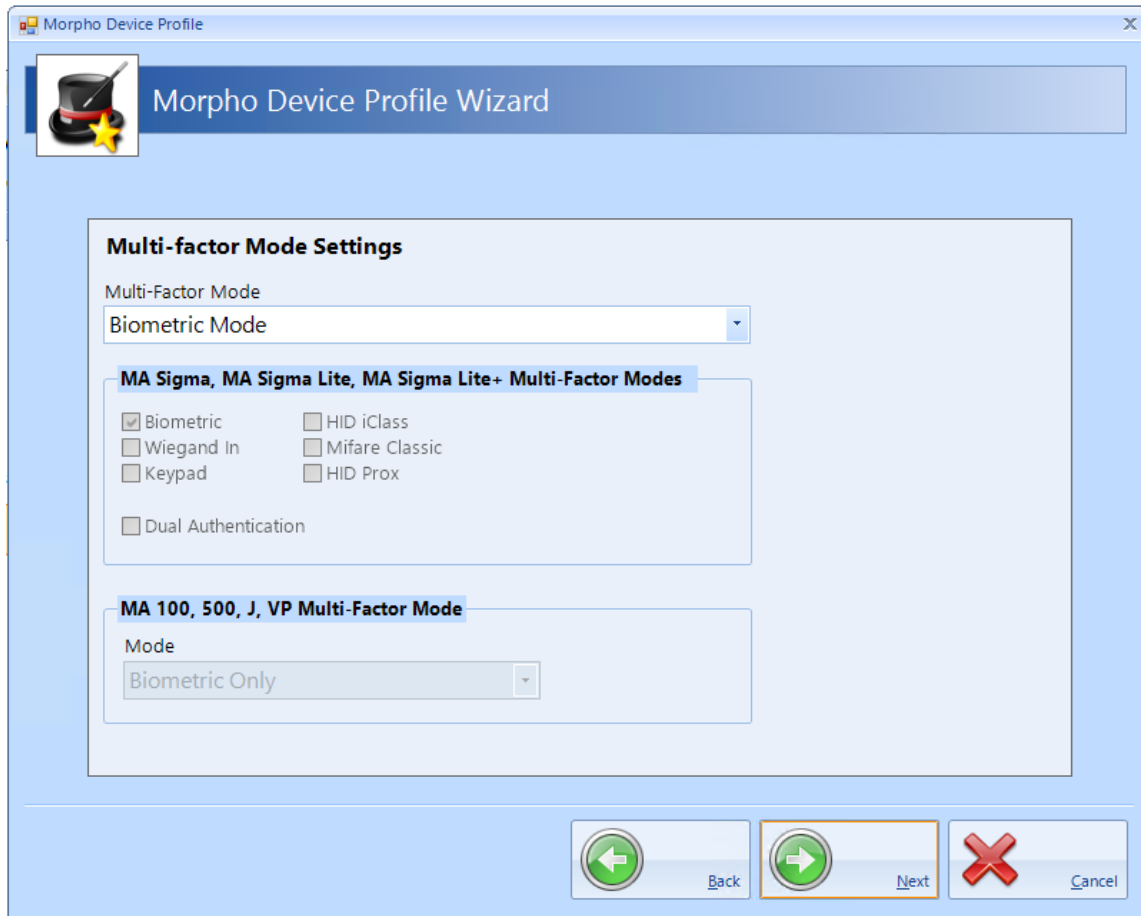 Morpho Device Profile
Morpho Device Profile Wizard
Multi-factor Mode Settings
Multi-Factor Mode
Biometric Mode
MA Sigma, MA Sigma Lite, MA Sigma Lite+ Multi-Factor Modes
Biometric HID iClass
Wiegand In Mifare Classic
Keypad HID Prox
Dual Authentication
MA 100, 500, J, VP Multi-Factor Mode
Mode
Biometric Only
Back Next Cancel